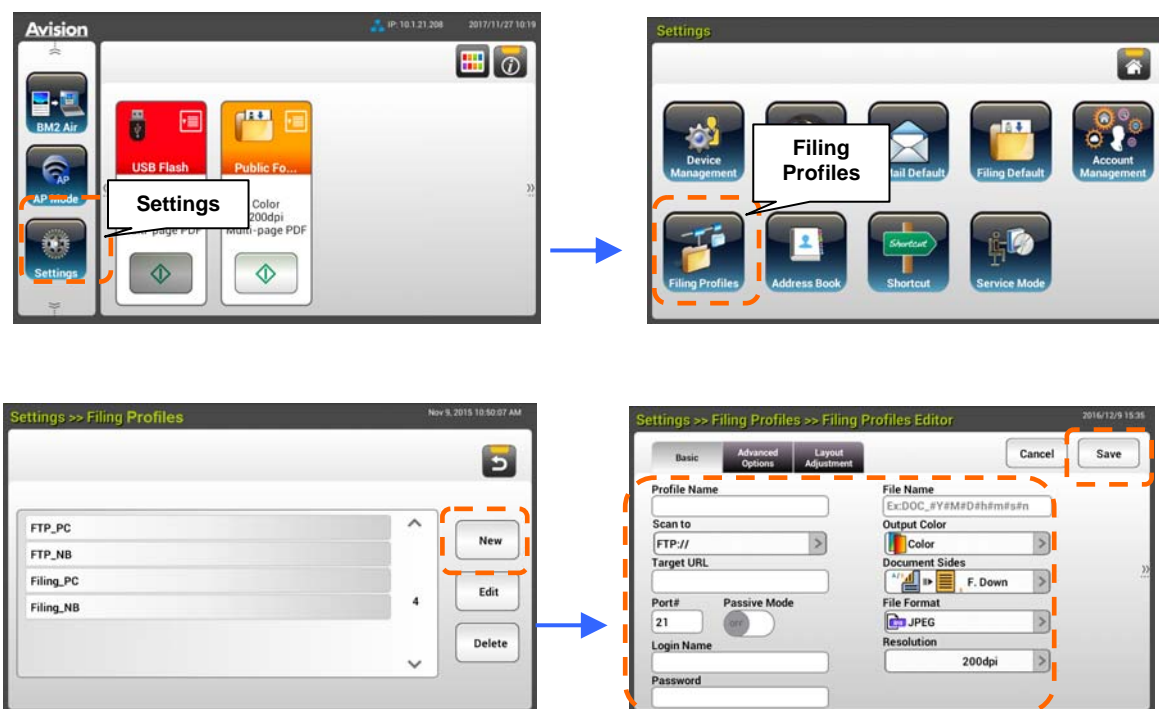 Avision
IP: 10.1.21.208 2017/11/27 10:19
BM2 Air
AP
AP Mode
Settings
USB Flash
Public Fo...
Settings
Color
200dpi
Multi-page PDF
Settings
Device
Management
Filing
Profiles
ail Default
Filing Default
Account
Management
Filing Profiles
Address Book
Shortcut
Shortcut
Service Mode
Settings >> Filing Profiles
Nov 9, 2015 10:50:07 AM
FTP_PC
FTP_NB
Filing_PC
Filing_NB
4
New
Edit
Delete
Settings >> Filing Profiles >> Filing Profiles Editor
2016/12/9 15:35
Basic
Advanced
Options
Layout
Adjustment
Cancel
Save
Profile Name
File Name
Ex:DOC_#Y#M#D#h#m#s#n
Scan to
Output Color
FTP://
Color
Target URL
Document Sides
F. Down
Port#
Passive Mode
File Format
21
OFF
JPEG
Login Name
Resolution
200dpi
Password